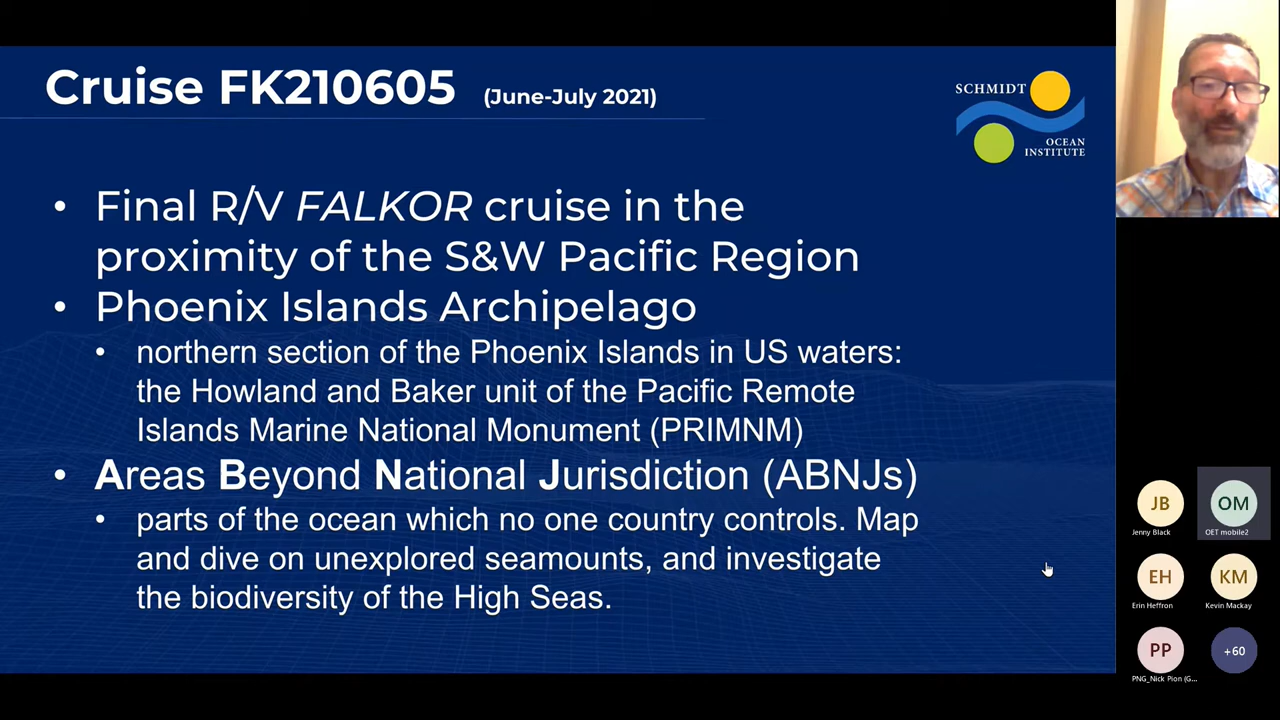 Cruise FK210605 (June-July 2021)
SCHMIDT
OCEAN
INSTITUTE
• Final R/V FALKOR cruise in the
proximity of the S&W Pacific Region
• Phoenix Islands Archipelago
• northern section of the Phoenix Islands in US waters:
the Howland and Baker unit of the Pacific Remote
Islands Marine National Monument (PRIMNM)
• Areas Beyond National Jurisdiction (ABNJs)
• parts of the ocean which no one country controls. Map
and dive on unexplored seamounts, and investigate
the biodiversity of the High Seas.
JB
Jenny Black
OM
OET mobile2
EH
Erin Heffron
KM
Kevin Mackay
PP
PNG_Nick Pion (G...
+60